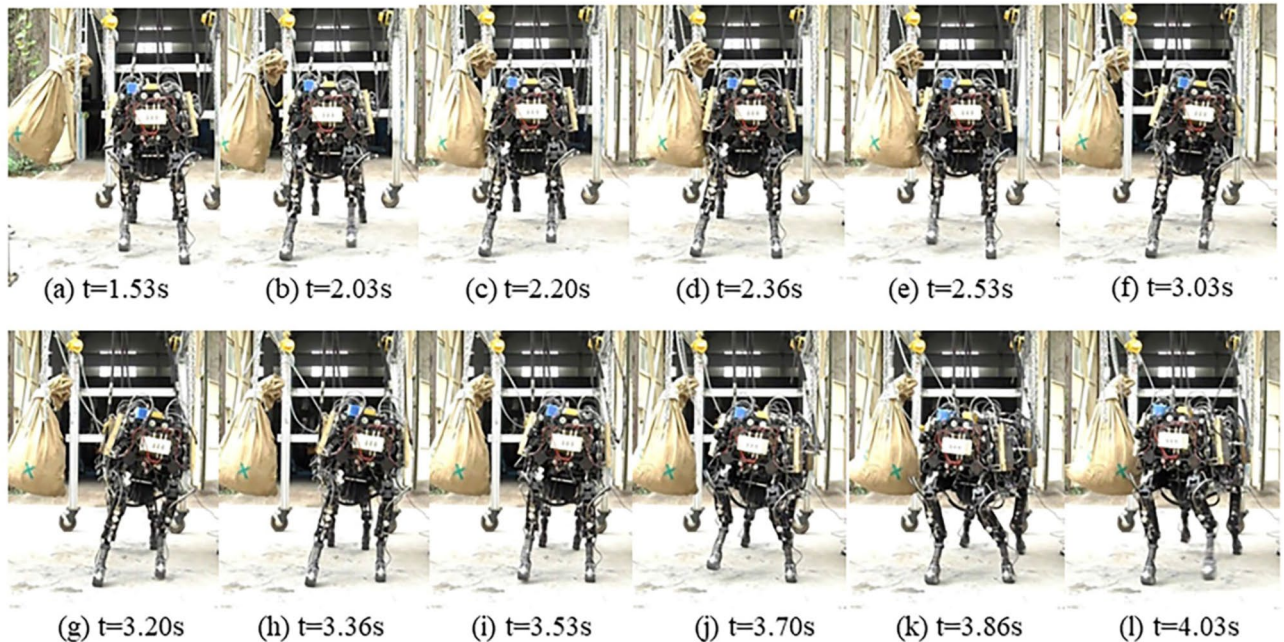 (a) t=1.53s
(b) t=2.03s
(c) t=2.20s
(d) t=2.36s
(e) t=2.53s
(f) t=3.03s
(g) t=3.20s
(h) t=3.36s
(i) t=3.53s
(j) t=3.70s
(k) t=3.86s
(l) t=4.03s